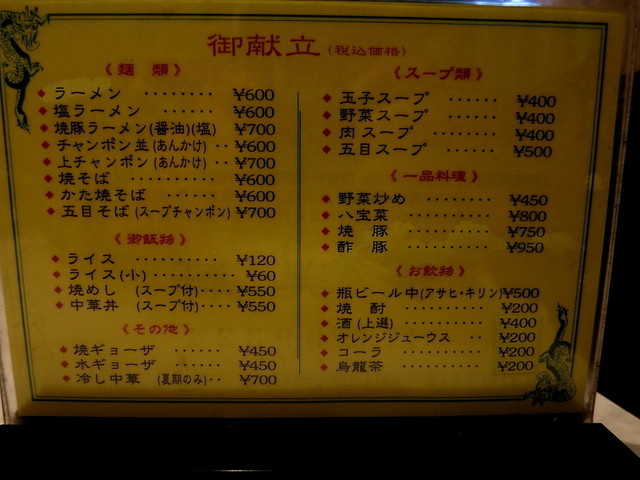 御献立(税込価格)
《麺 類》
◆ラーメン ‥‥‥‥ ¥600
◆塩ラーメン ‥‥‥ ¥600
◆焼豚ラーメン(醤油)(塩) ¥700
◆チャンポン並(あんかけ)‥ ¥600
◆上チャンポン(あんかけ)‥ ¥700
◆焼そば ‥‥‥‥ ¥600
◆かた焼そば ‥‥‥ ¥600
◆五目そば(スープチャンポン) ¥700
《御飯物》
◆ライス ‥‥‥‥‥ ¥120
◆ライス(小)‥‥‥‥ ¥60
◆焼めし (スープ付)‥‥ ¥550
◆中華丼 (スープ付)‥‥ ¥550
《その他》
◆焼ギョーザ ‥‥‥ ¥450
◆水ギョーザ ‥‥‥ ¥450
◆冷し中華 (夏期のみ)‥ ¥700
《スープ類》
◆玉子スープ ‥‥‥ ¥400
◆野菜スープ ‥‥‥ ¥400
◆肉スープ ‥‥‥‥ ¥400
◆五目スープ ‥‥‥ ¥500
《一品料理》
◆野菜炒め ‥‥‥‥ ¥450
◆八宝菜 ‥‥‥‥‥ ¥800
◆焼 豚 ‥‥‥‥‥ ¥750
◆酢 豚 ‥‥‥‥‥ ¥950
《お飲物》
◆瓶ビール中(アサヒ・キリン)¥500
◆焼 酎 ‥‥‥‥‥ ¥200
◆酒(上選)‥‥‥‥ ¥400
◆オレンジジュウス ‥ ¥200
◆コーラ ‥‥‥‥‥ ¥200
◆烏龍茶 ‥‥‥‥‥ ¥200